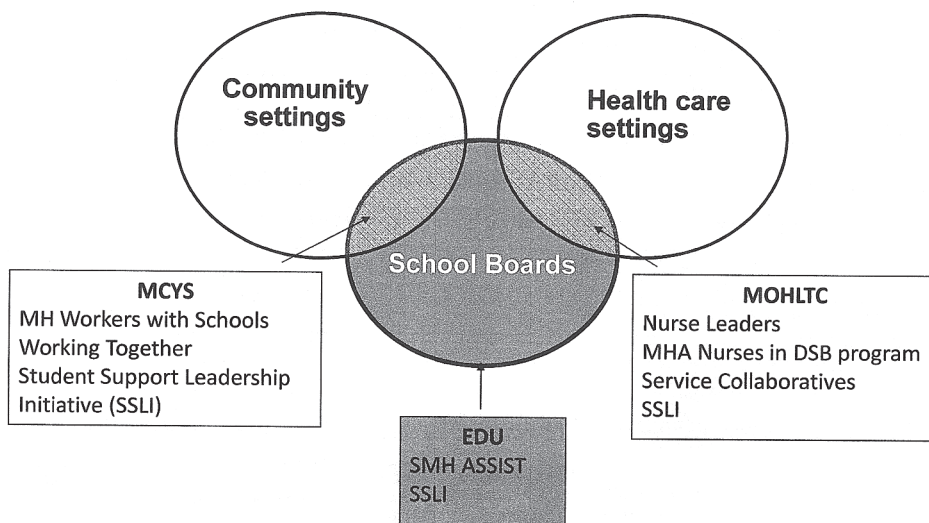 Community
settings
Health care
settings
School Boards
MCYS
MH Workers with Schools
Working Together
Student Support Leadership
Initiative (SSLI)
MOHLTC
Nurse Leaders
MHA Nurses in DSB program
Service Collaboratives
SSLI
EDU
SMH ASSIST
SSLI